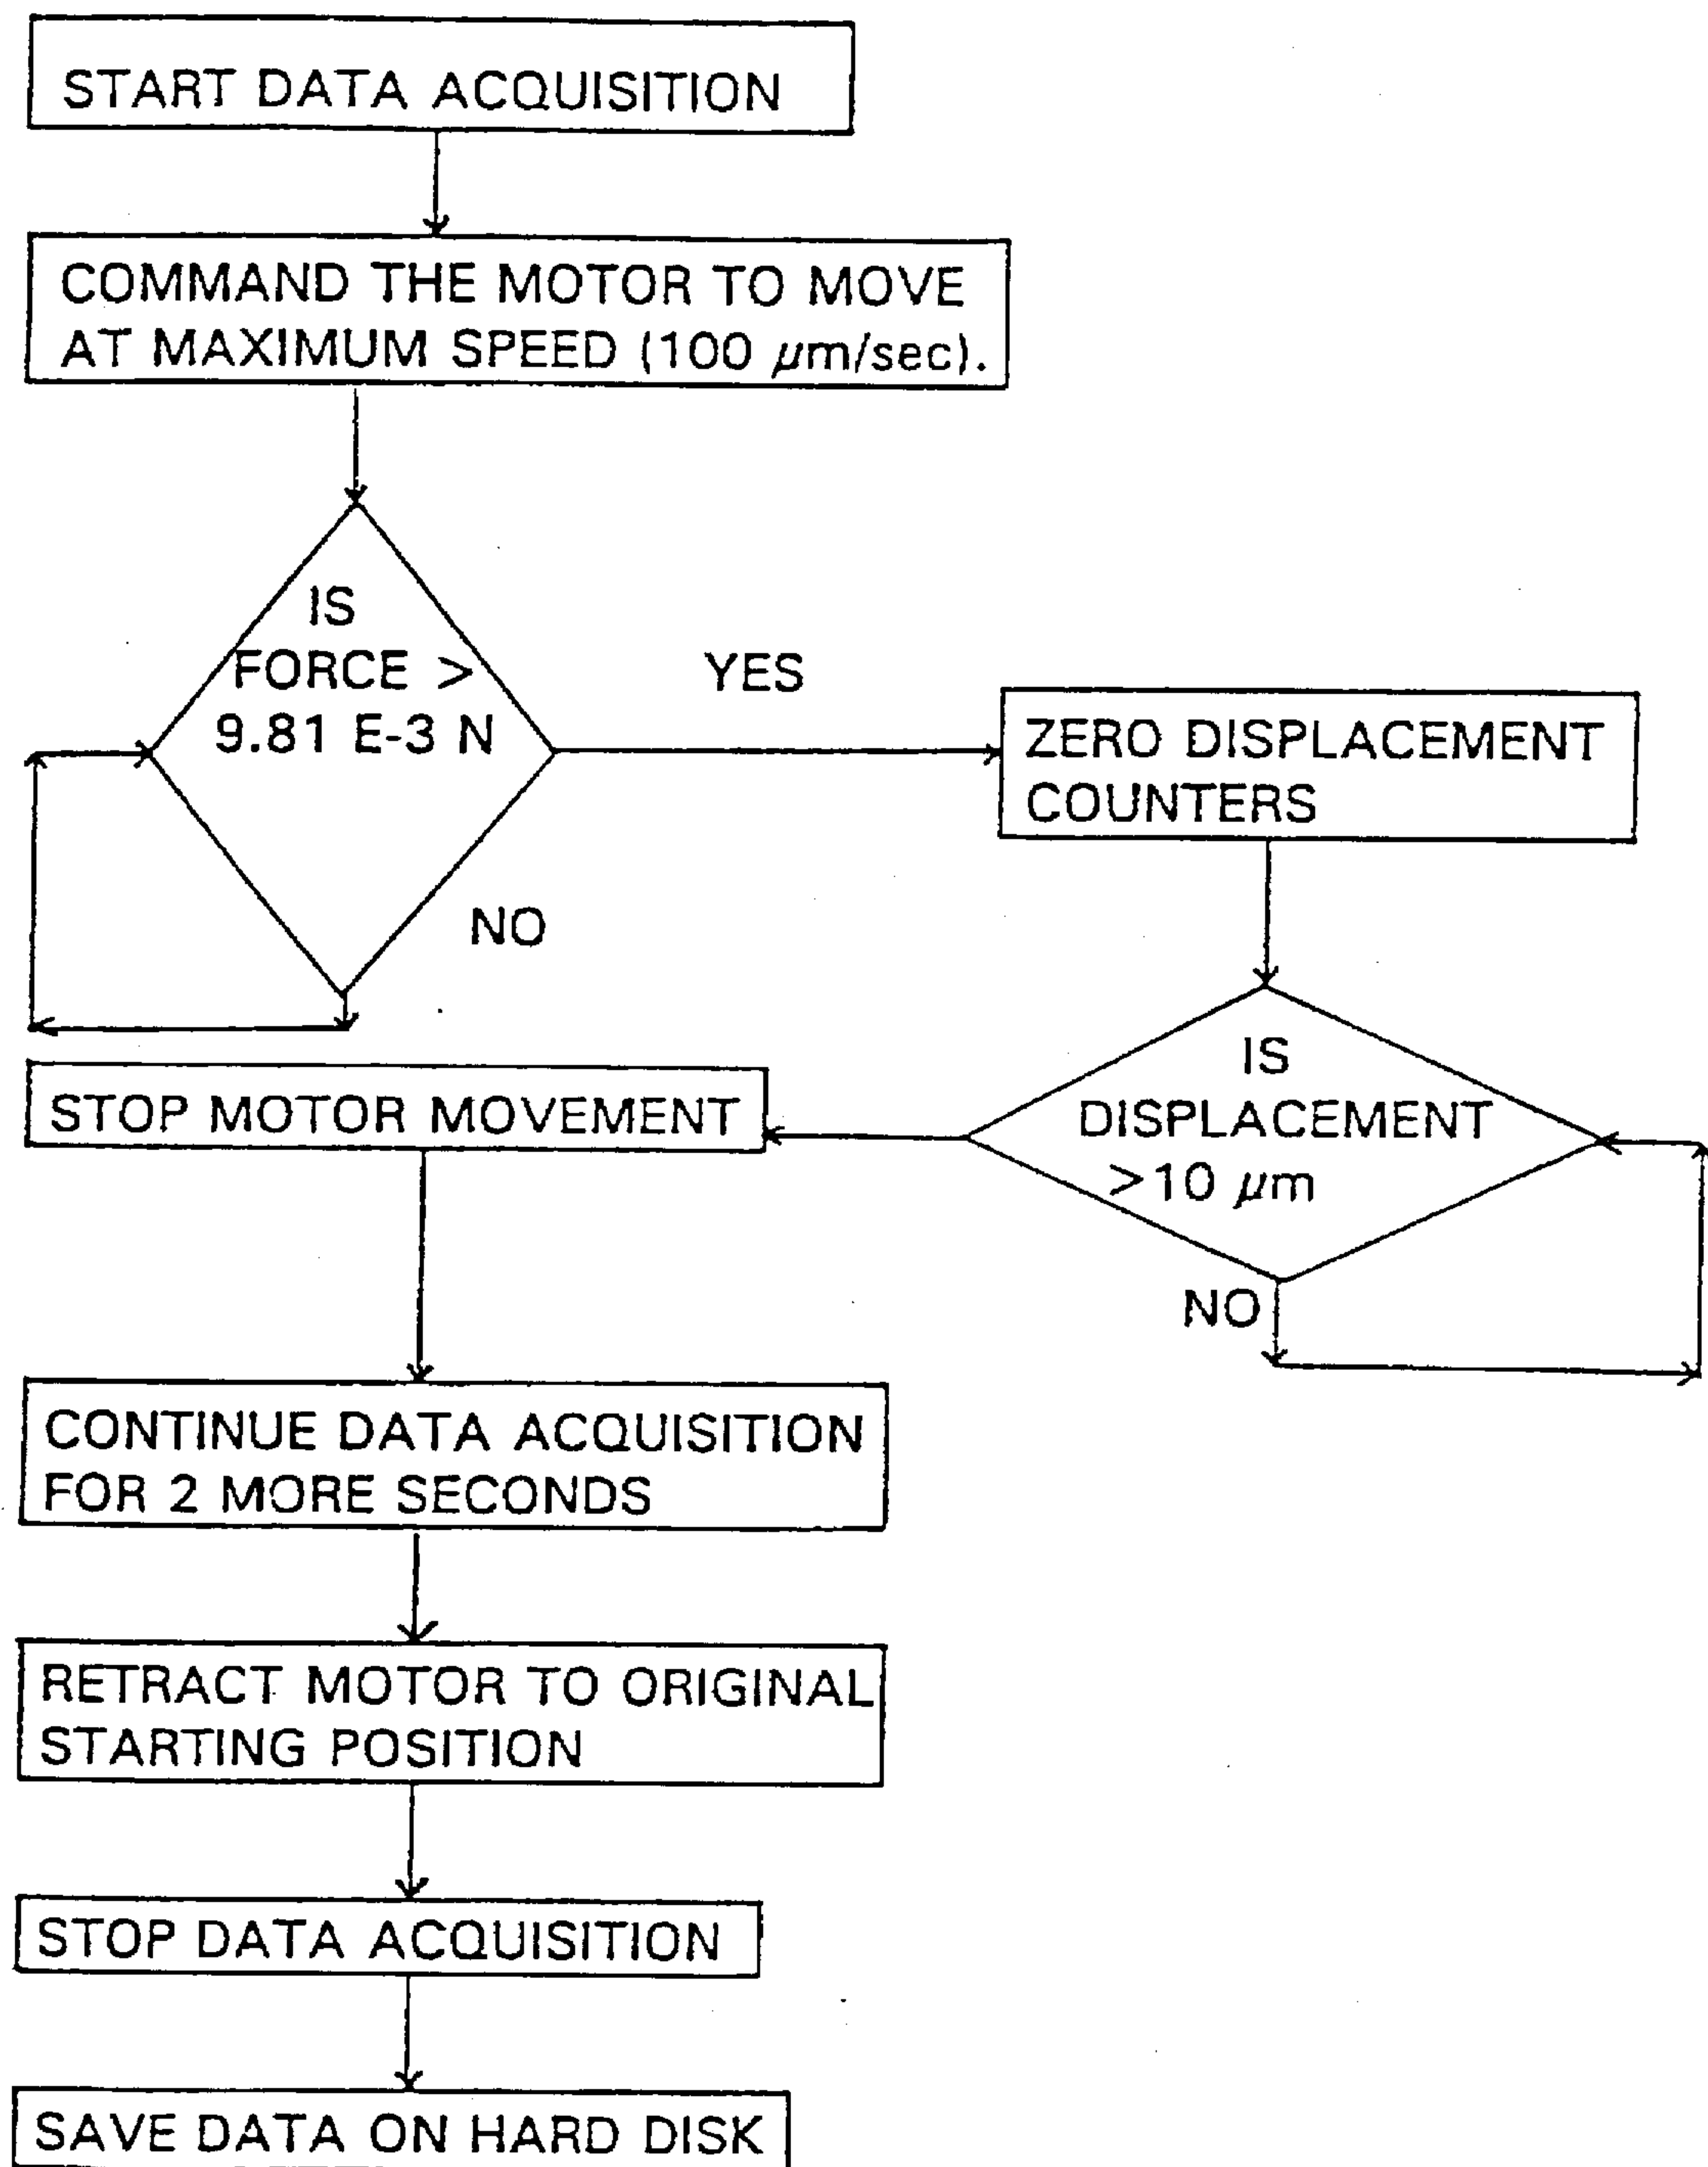 START DATA ACQUISITION
COMMAND THE MOTOR TO MOVE
AT MAXIMUM SPEED (100 µm/sec).
IS
FORCE >
9.81 E-3 N
YES
NO
ZERO DISPLACEMENT
COUNTERS
IS
DISPLACEMENT
>10 µm
NO
STOP MOTOR MOVEMENT
CONTINUE DATA ACQUISITION
FOR 2 MORE SECONDS
RETRACT MOTOR TO ORIGINAL
STARTING POSITION
STOP DATA ACQUISITION
SAVE DATA ON HARD DISK